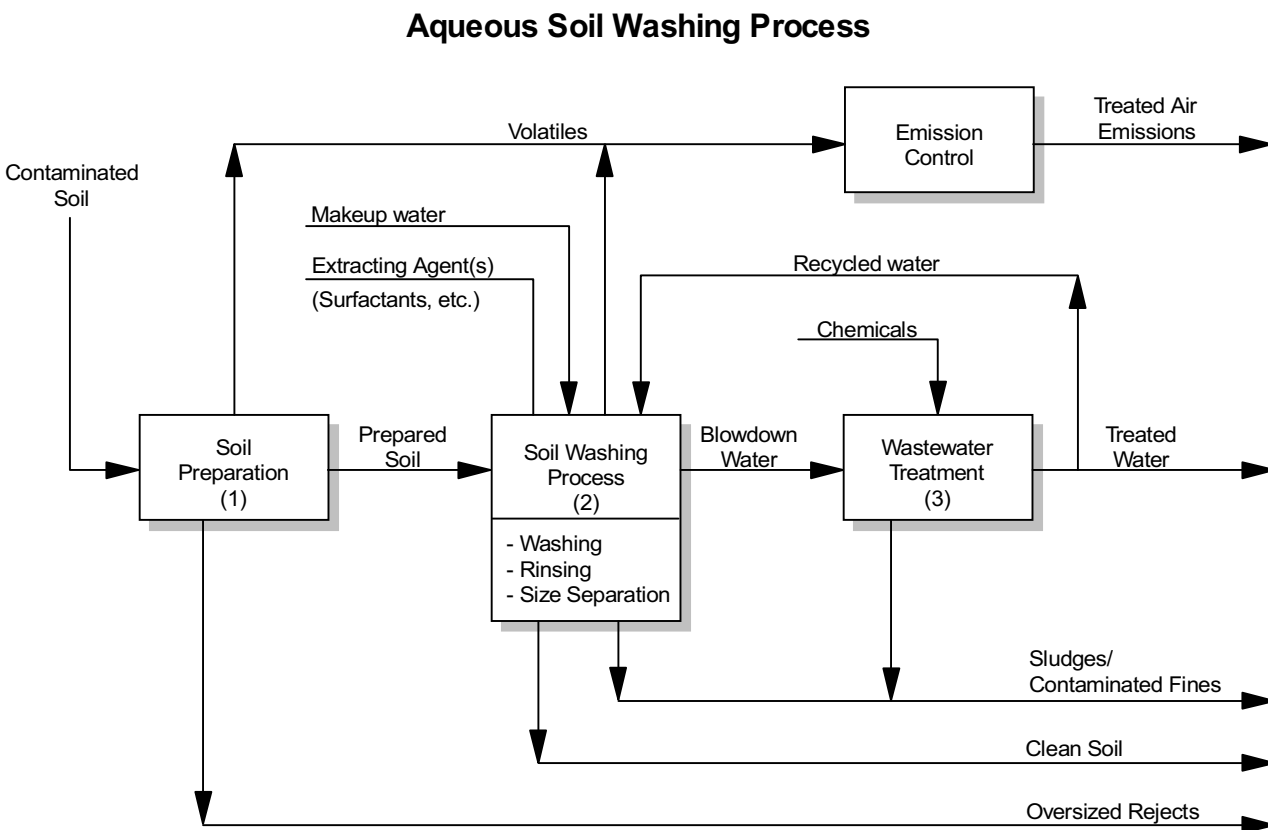 Aqueous Soil Washing Process
Volatiles
Emission
Control
Treated Air
Emissions
Contaminated
Soil
Makeup water
Extracting Agent(s)
(Surfactants, etc.)
Recycled water
Chemicals
Soil
Preparation
(1)
Prepared
Soil
Soil Washing
Process
(2)
- Washing
- Rinsing
- Size Separation
Blowdown
Water
Wastewater
Treatment
(3)
Treated
Water
Sludges/
Contaminated Fines
Clean Soil
Oversized Rejects